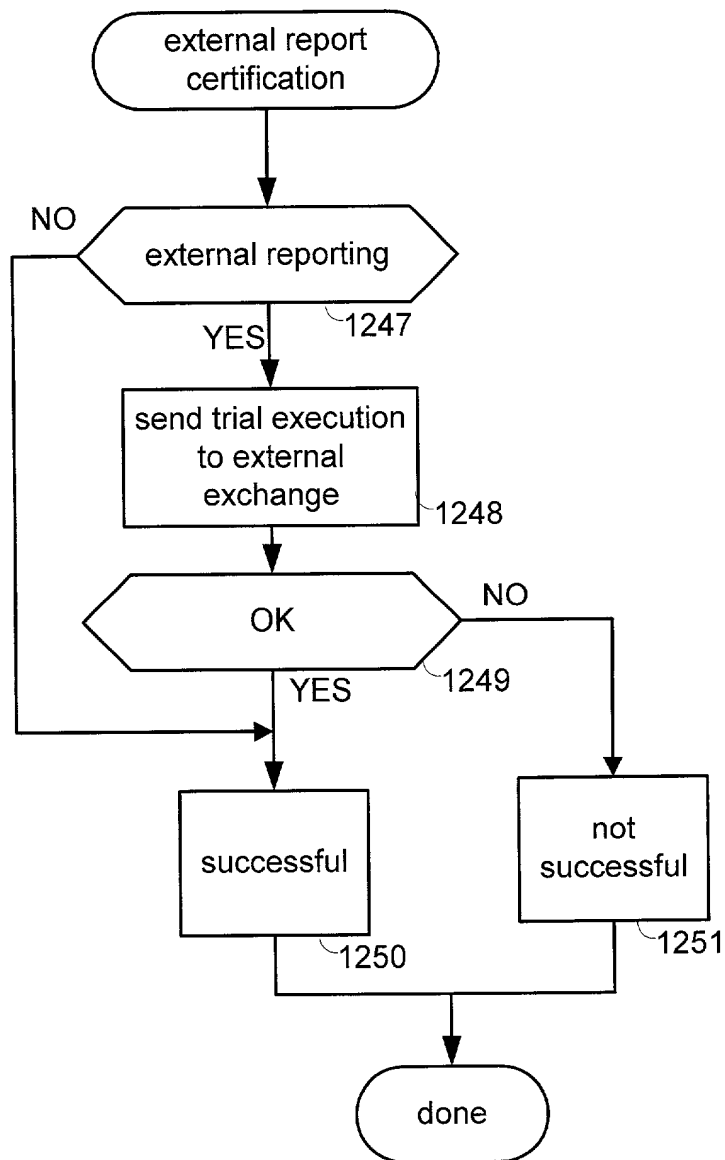 external report
certification
NO
external reporting
1247
YES
send trial execution
to external
exchange
1248
OK
NO
1249
YES
successful
not
successful
1250
1251
done